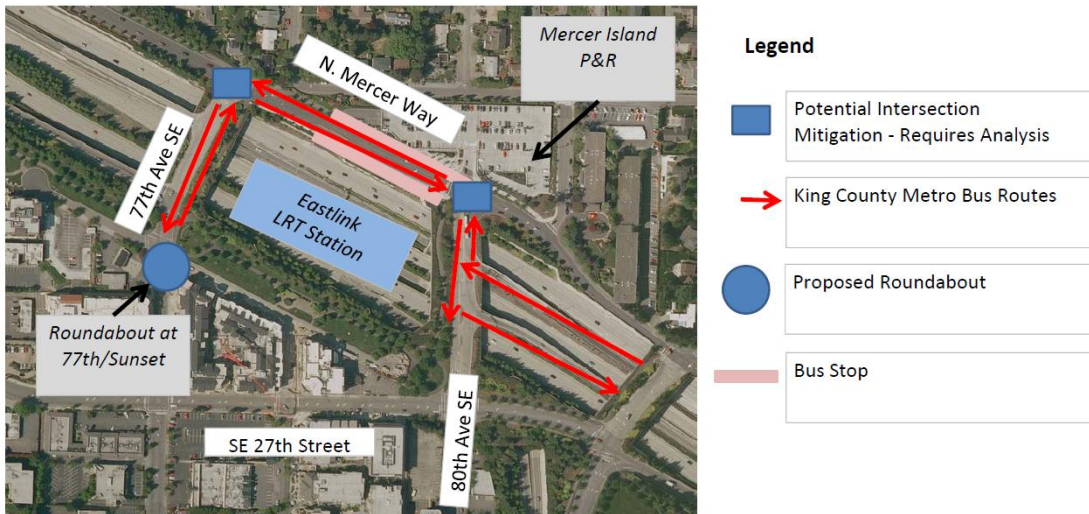 Mercer Island
P&R
N. Mercer Way
77th Ave SE
Eastlink
LRT Station
Roundabout at
77th/Sunset
80th Ave SE
SE 27th Street
Legend
Potential Intersection
Mitigation - Requires Analysis
King County Metro Bus Routes
Proposed Roundabout
Bus Stop